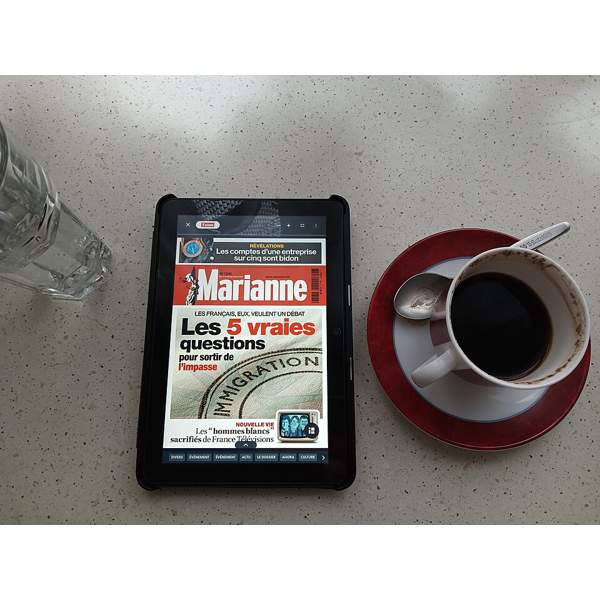 RÉVÉLATIONS
Les comptes d'une entreprise
sur cinq sont bidon
Marianne
LES FRANÇAIS, EUX, VEULENT UN DÉBAT
Les 5 vraies
questions
pour sortir de
l'impasse
IMMIGRATION
NOUVELLE VIE
Les "hommes blancs"
sacrifiés de France Télévisions
DIVERS ÉVÉNEMENT ÉVÉNEMENT ACTU LE DOSSIER AGORA CULTURE